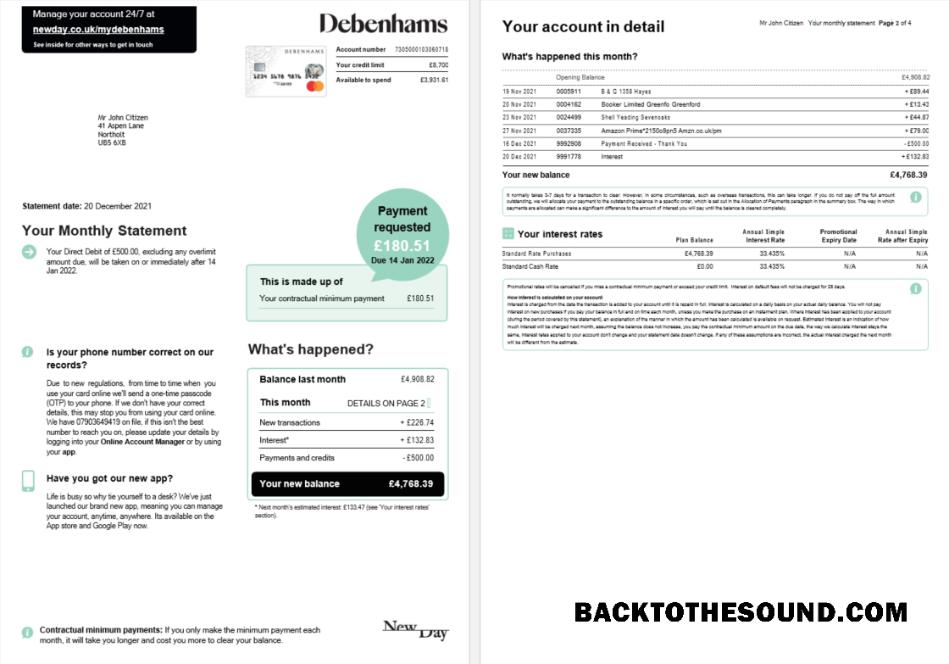 Manage your account 24/7 at
newday.co.uk/mydebenhams
See inside for other ways to get in touch
Debenhams
DEBENHAMS
1234 5678 9876
Account number 7305000103060718
Your credit limit £8,700
Available to spend £3,931.61
Mr John Citizen
41 Aspen Lane
Northolt
UB5 6XB
Statement date: 20 December 2021
Your Monthly Statement
Your Direct Debit of £500.00, excluding any overlimit
amount due, will be taken on or immediately after 14
Jan 2022.
Payment
requested
£180.51
Due 14 Jan 2022
This is made up of
Your contractual minimum payment £180.51
Is your phone number correct on our
records?
Due to new regulations, from time to time when you
use your card online we'll send a one-time passcode
(OTP) to your phone. If we don't have your correct
details, this may stop you from using your card online.
We have 07903649419 on file, if this isn't the best
number to reach you on, please update your details by
logging into your Online Account Manager or by using
your app.
Have you got our new app?
Life is busy so why tie yourself to a desk? We've just
launched our brand new app, meaning you can manage
your account, anytime, anywhere. Its available on the
App store and Google Play now.
What's happened?
Balance last month £4,908.82
This month DETAILS ON PAGE 2
New transactions + £226.74
Interest* + £132.83
Payments and credits - £500.00
Your new balance £4,768.39
* Next month's estimated interest: £133.47 (see 'Your interest rates'
section).
Contractual minimum payments: If you only make the minimum payment each
month, it will take you longer and cost you more to clear your balance.
New Day
Your account in detail
Mr John Citizen Your monthly statement Page 2 of 4
What's happened this month?
Opening Balance £4,908.82
19 Nov 2021 0005911 B & Q 1358 Hayes + £89.44
20 Nov 2021 0004162 Booker Limited Greenfo Greenford + £13.43
23 Nov 2021 0024499 Shell Yeading Sevenoaks + £44.87
27 Nov 2021 0037335 Amazon Prime*2150o9pn5 Amzn.co.uk/pm + £79.00
16 Dec 2021 9992908 Payment Received - Thank You - £500.00
20 Dec 2021 9991778 Interest + £132.83
Your new balance £4,768.39
It normally takes 3-7 days for a transaction to clear. However, in some circumstances, such as overseas transactions, this can take longer. If you do not pay off the full amount
outstanding, we will allocate your payment to the outstanding balance in a specific order, which is set out in the Allocation of Payments paragraph in the summary box. The way in which
payments are allocated can make a significant difference to the amount of interest you will pay until the balance is cleared completely.
Your interest rates
Plan Balance
Annual Simple
Interest Rate
Promotional
Expiry Date
Annual Simple
Rate after Expiry
Standard Rate Purchases £4,768.39 33.435% N/A N/A
Standard Cash Rate £0.00 33.435% N/A N/A
Promotional rates will be cancelled if you miss a contractual minimum payment or exceed your credit limit. Interest on default fees will not be charged for 28 days.
How interest is calculated on your account
Interest is charged from the date the transaction is added to your account until it is repaid in full. Interest is calculated on a daily basis on your actual daily balance. You will not pay
interest on new purchases if you pay your balance in full and on time each month, unless you make the purchase on an instalment plan. Where interest has been applied to your account
(during the period covered by this statement), an explanation of the manner in which the amount has been calculated is available on request. Estimated interest is an indication of how
much interest will be charged next month, assuming the balance does not increase, you pay the contractual minimum amount on the due date, the way we calculate interest stays the
same, interest rates applied to your account don't change and your statement date doesn't change. If any of these assumptions are incorrect, the actual interest charged the next month
will be different from the estimate.
BACKTOTHESOUND.COM